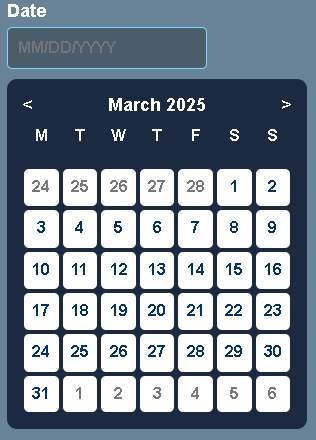 Date
MM/DD/YYYY
< March 2025 >
M T W T F S S
24 25 26 27 28 1 2
3 4 5 6 7 8 9
10 11 12 13 14 15 16
17 18 19 20 21 22 23
24 25 26 27 28 29 30
31 1 2 3 4 5 6